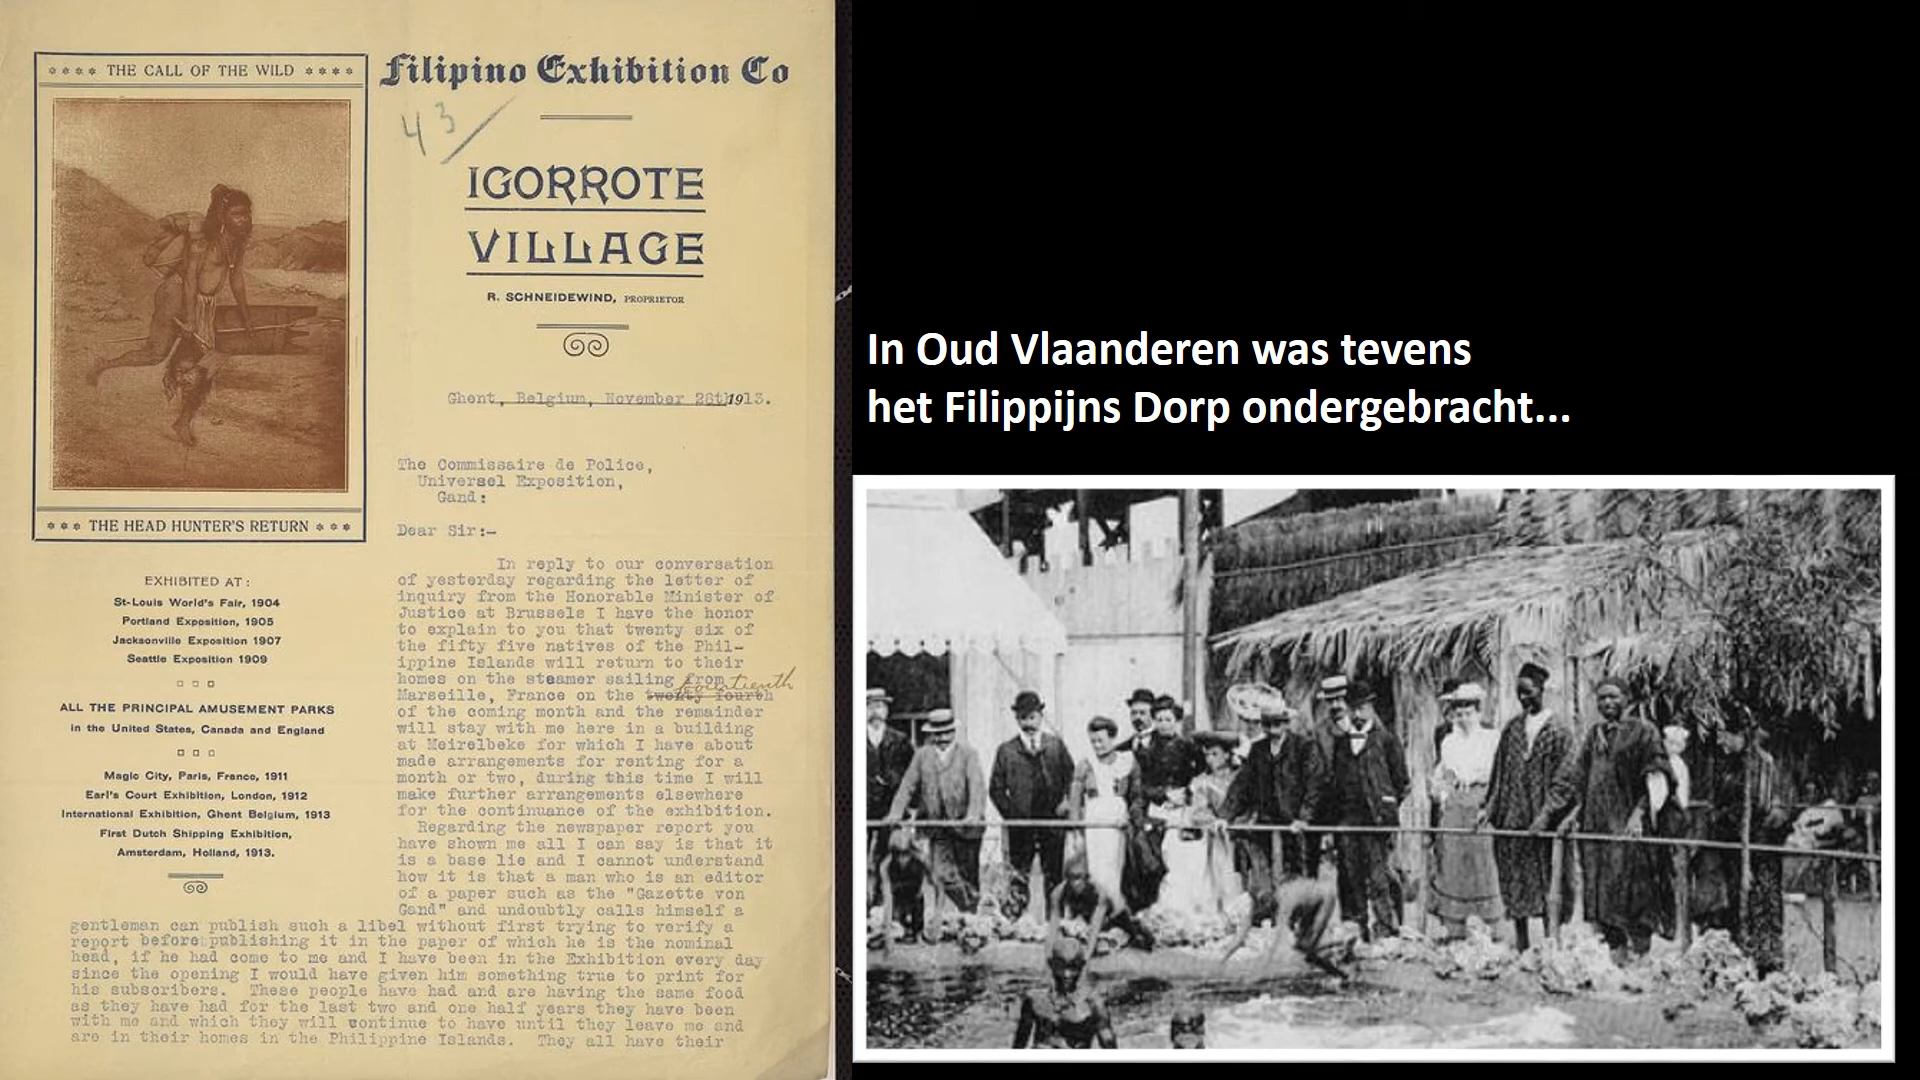 **** THE CALL OF THE WILD ****
*** THE HEAD HUNTER'S RETURN ***
EXHIBITED AT :
St-Louis World's Fair, 1904
Portland Exposition, 1905
Jacksonville Exposition 1907
Seattle Exposition 1909
ALL THE PRINCIPAL AMUSEMENT PARKS
in the United States, Canada and England
Magic City, Paris, France, 1911
Earl's Court Exhibition, London, 1912
International Exhibition, Ghent Belgium, 1913
First Dutch Shipping Exhibition,
Amsterdam, Holland, 1913.
Filipino Exhibition Co
43
IGORROTE
VILLAGE
R. SCHNEIDEWIND, PROPRIETOR
Ghent, Belgium, November 28th 1913.
The Commissaire de Police,
Universel Exposition,
Gand:
Dear Sir:-
In reply to our conversation
of yesterday regarding the letter of
inquiry from the Honorable Minister of
Justice at Brussels I have the honor
to explain to you that twenty six of
the fifty five natives of the Phil-
ippine Islands will return to their
homes on the steamer sailing from
fourteenth
Marseille, France on the twenty fourth
of the coming month and the remainder
will stay with me here in a building
at Meirelbeke for which I have about
made arrangements for renting for a
month or two, during this time I will
make further arrangements elsewhere
for the continuance of the exhibition.
Regarding the newspaper report you
have shown me all I can say is that it
is a base lie and I cannot understand
how it is that a man who is an editor
of a paper such as the "Gazette von
Gand" and undoubtly calls himself a
gentleman can publish such a libel without first trying to verify a
report before publishing it in the paper of which he is the nominal
head, if he had come to me and I have been in the Exhibition every day
since the opening I would have given him something true to print for
his subscribers. These people have had and are having the same food
as they have had for the last two and one half years they have been
with me and which they will continue to have until they leave me and
are in their homes in the Philippine Islands. They all have their
In Oud Vlaanderen was tevens
het Filippijns Dorp ondergebracht...